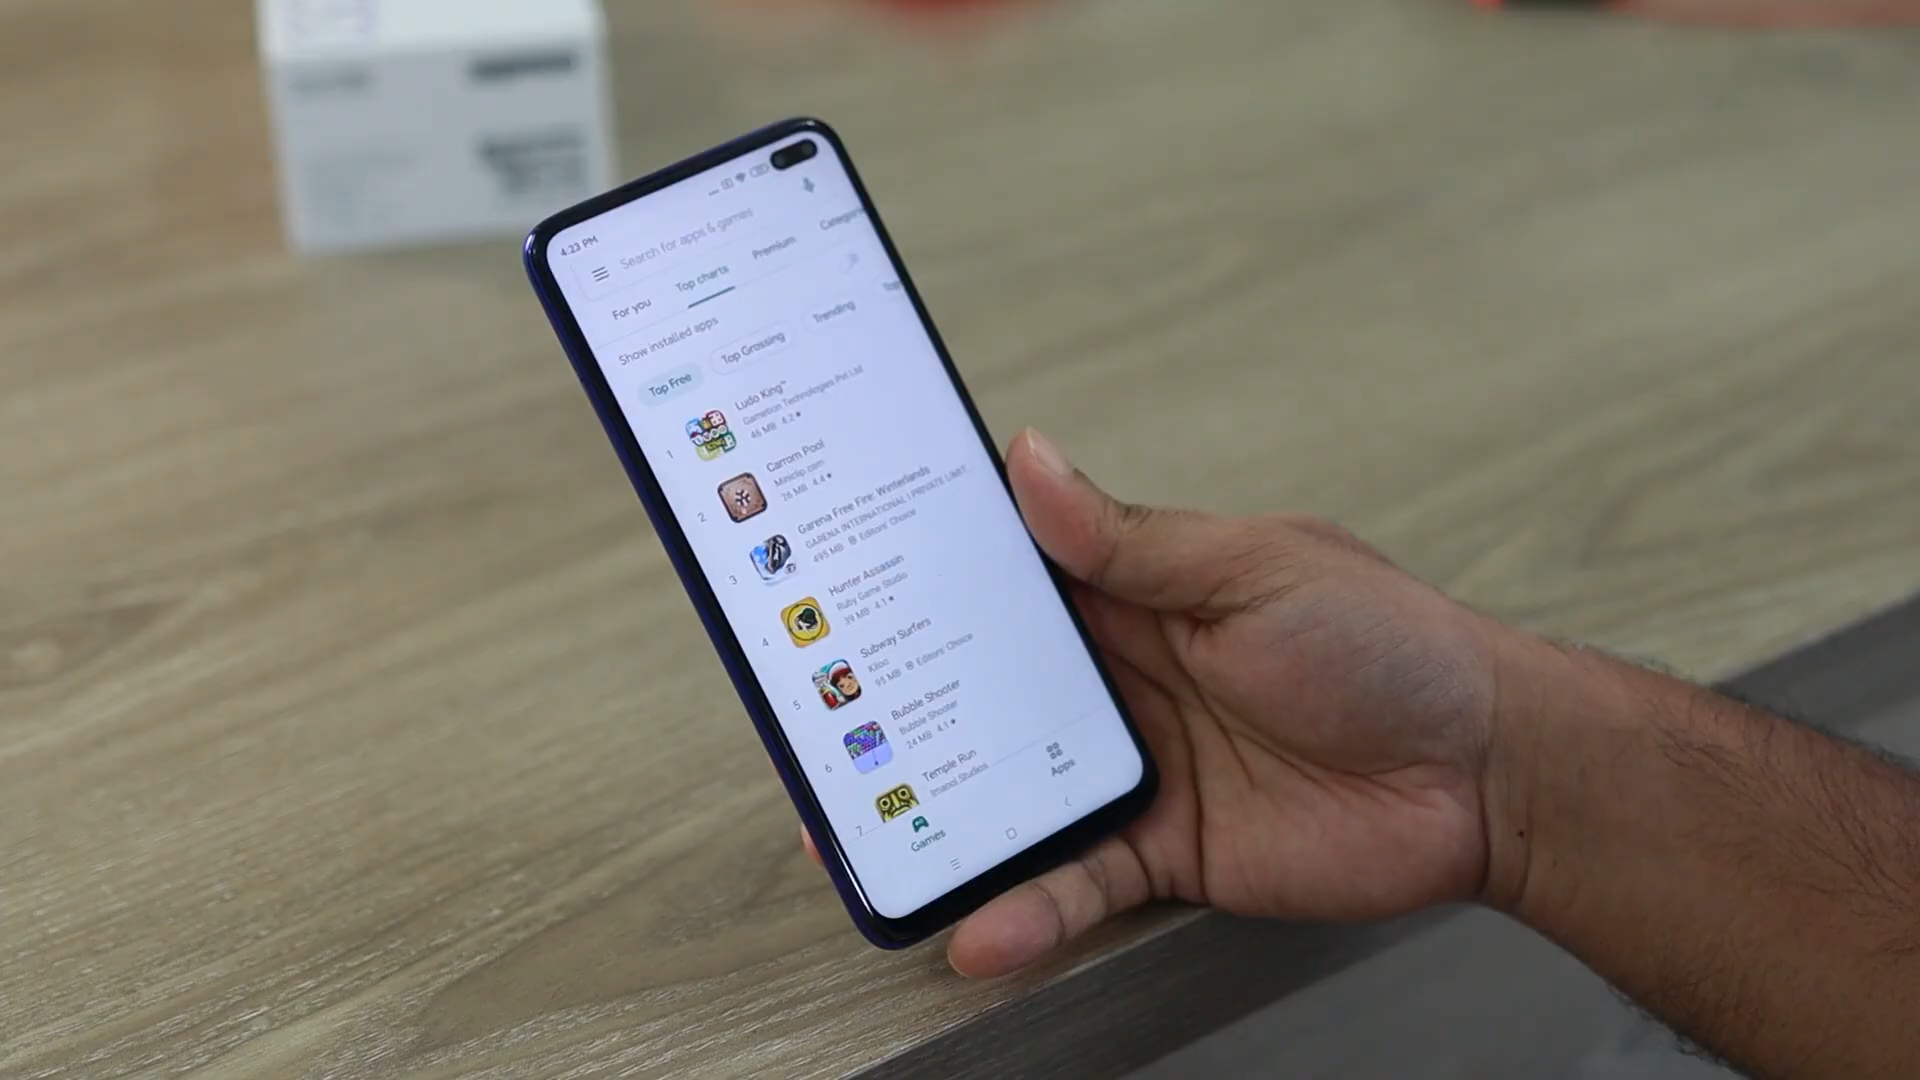 4:23 PM
Search for apps & games
For you
Top charts
Premium
Categori
Show installed apps
Top Free
Top Grossing
Trending
Top
1
Ludo King™
Gametion Technologies Pvt Ltd
46 MB 4.2★
2
Carrom Pool
Miniclip.com
26 MB 4.4★
3
Garena Free Fire: Winterlands
GARENA INTERNATIONAL I PRIVATE LIMIT...
495 MB Editors' Choice
4
Hunter Assassin
Ruby Game Studio
39 MB 4.1★
5
Subway Surfers
Kiloo
95 MB Editors' Choice
6
Bubble Shooter
Bubble Shooter
24 MB 4.1★
7
Temple Run
Imangi Studios
Games
Apps